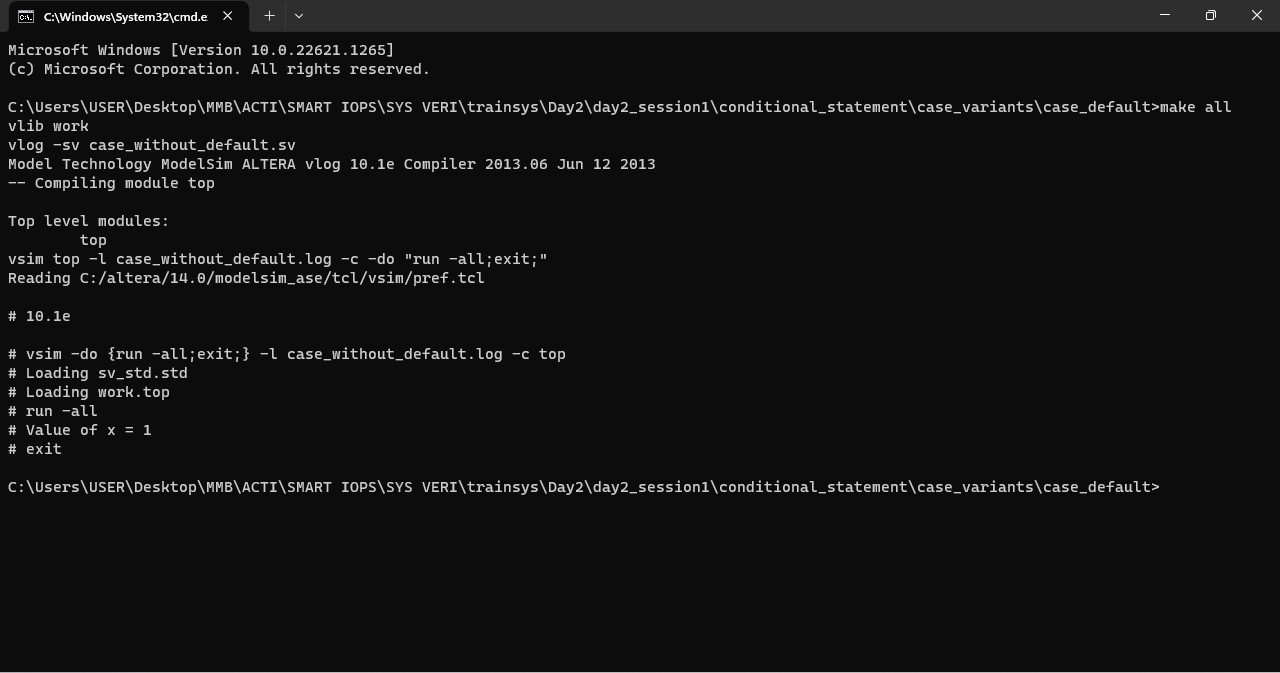 C:\Windows\System32\cmd.e
Microsoft Windows [Version 10.0.22621.1265]
(c) Microsoft Corporation. All rights reserved.
C:\Users\USER\Desktop\MMB\ACTI\SMART IOPS\SYS VERI\trainsys\Day2\day2_session1\conditional_statement\case_variants\case_default>make all
vlib work
vlog -sv case_without_default.sv
Model Technology ModelSim ALTERA vlog 10.1e Compiler 2013.06 Jun 12 2013
-- Compiling module top
Top level modules:
top
vsim top -l case_without_default.log -c -do "run -all;exit;"
Reading C:/altera/14.0/modelsim_ase/tcl/vsim/pref.tcl
# 10.1e
# vsim -do {run -all;exit;} -l case_without_default.log -c top
# Loading sv_std.std
# Loading work.top
# run -all
# Value of x = 1
# exit
C:\Users\USER\Desktop\MMB\ACTI\SMART IOPS\SYS VERI\trainsys\Day2\day2_session1\conditional_statement\case_variants\case_default>